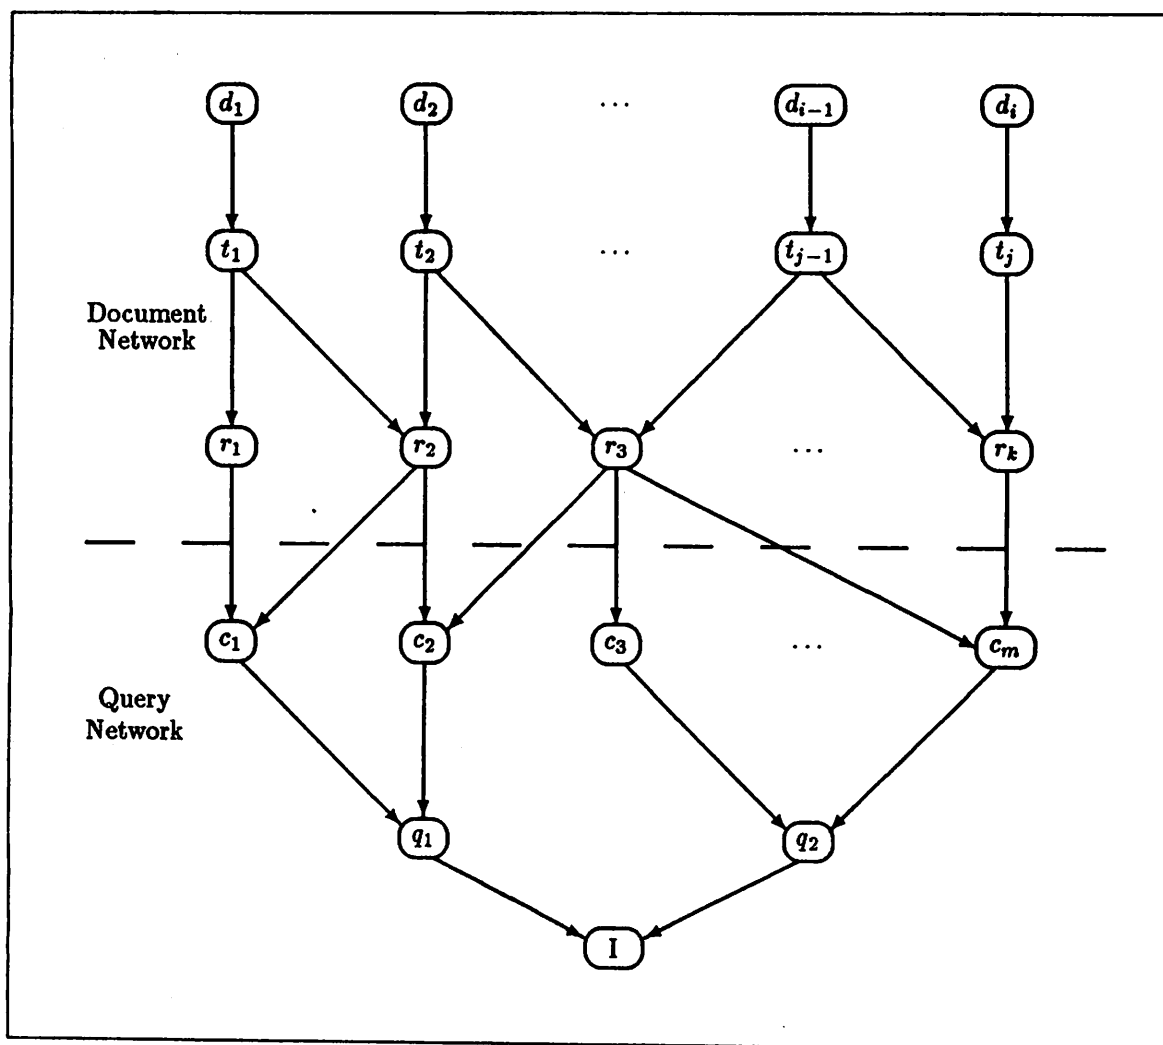 d₁ d₂ ... dᵢ₋₁ dᵢ
t₁ t₂ ... tⱼ₋₁ tⱼ
Document
Network
r₁ r₂ r₃ ... rₖ
c₁ c₂ c₃ ... cₘ
Query
Network
q₁ q₂
I